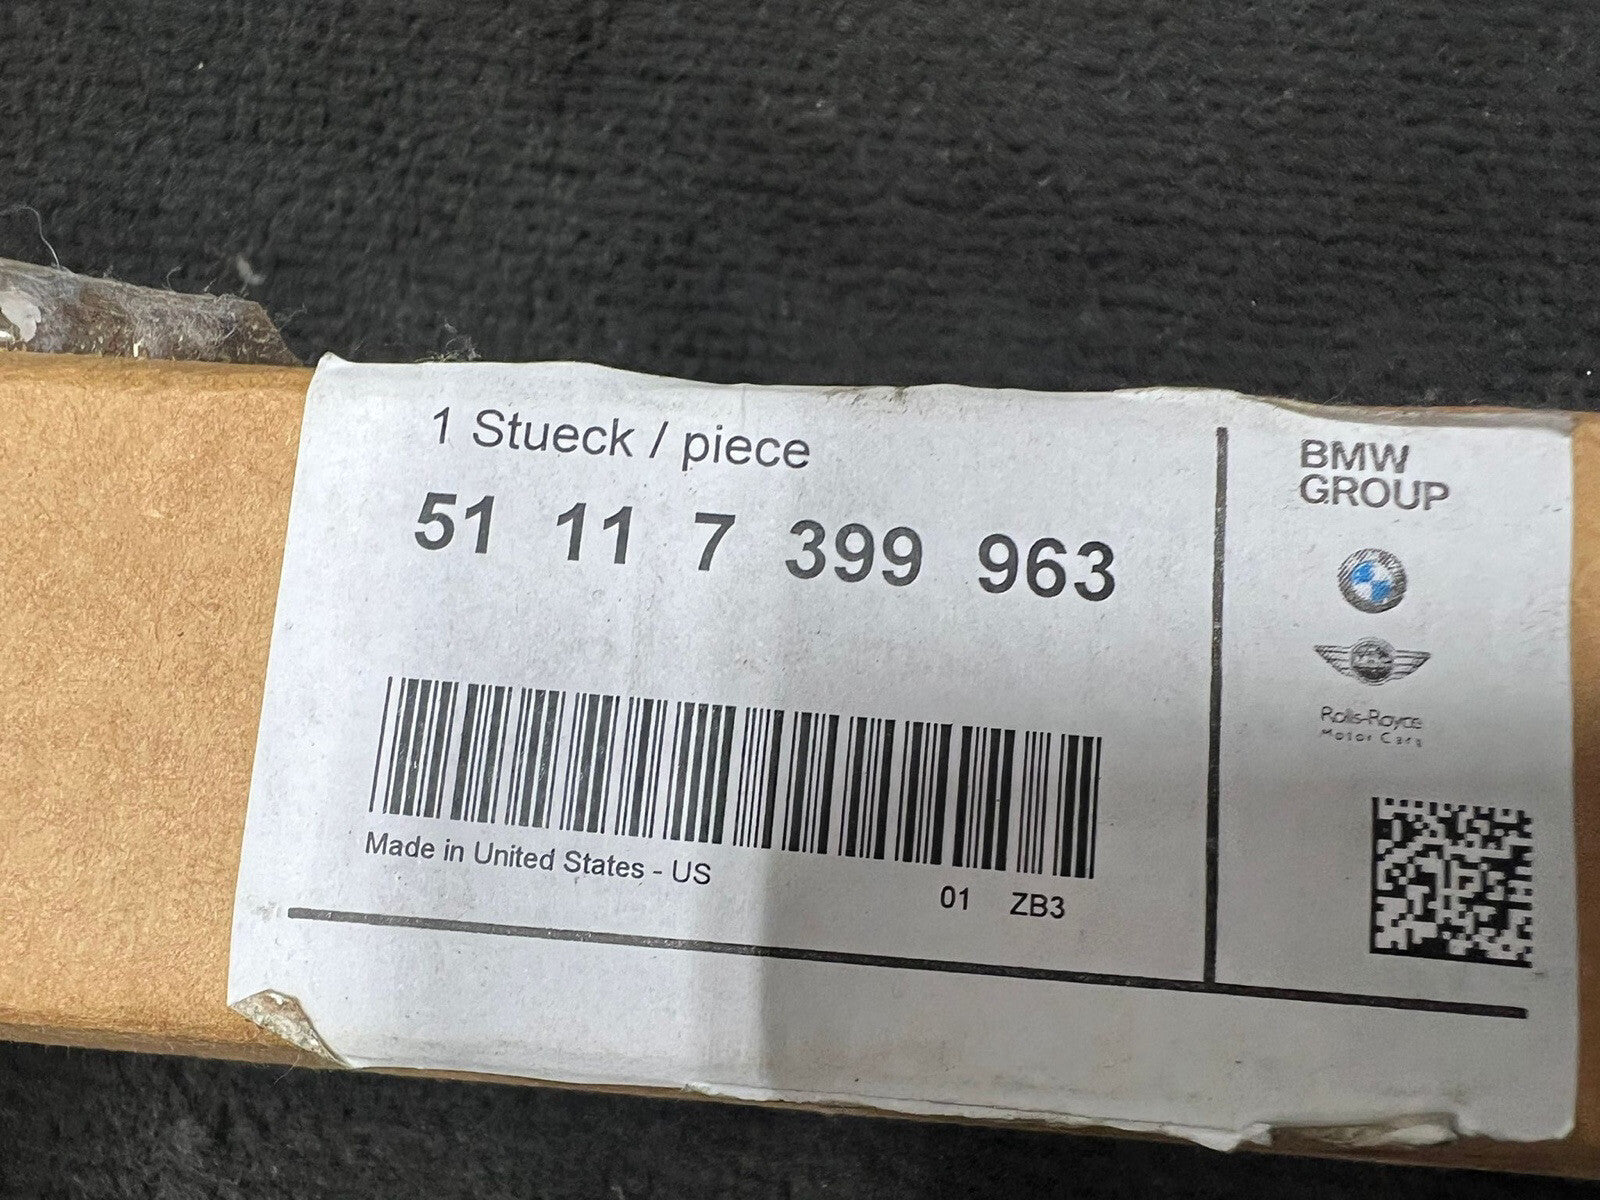 1 Stueck / piece
51 11 7 399 963
Made in United States - US
01 ZB3
BMW
GROUP
Rolls-Royce
Motor Cars